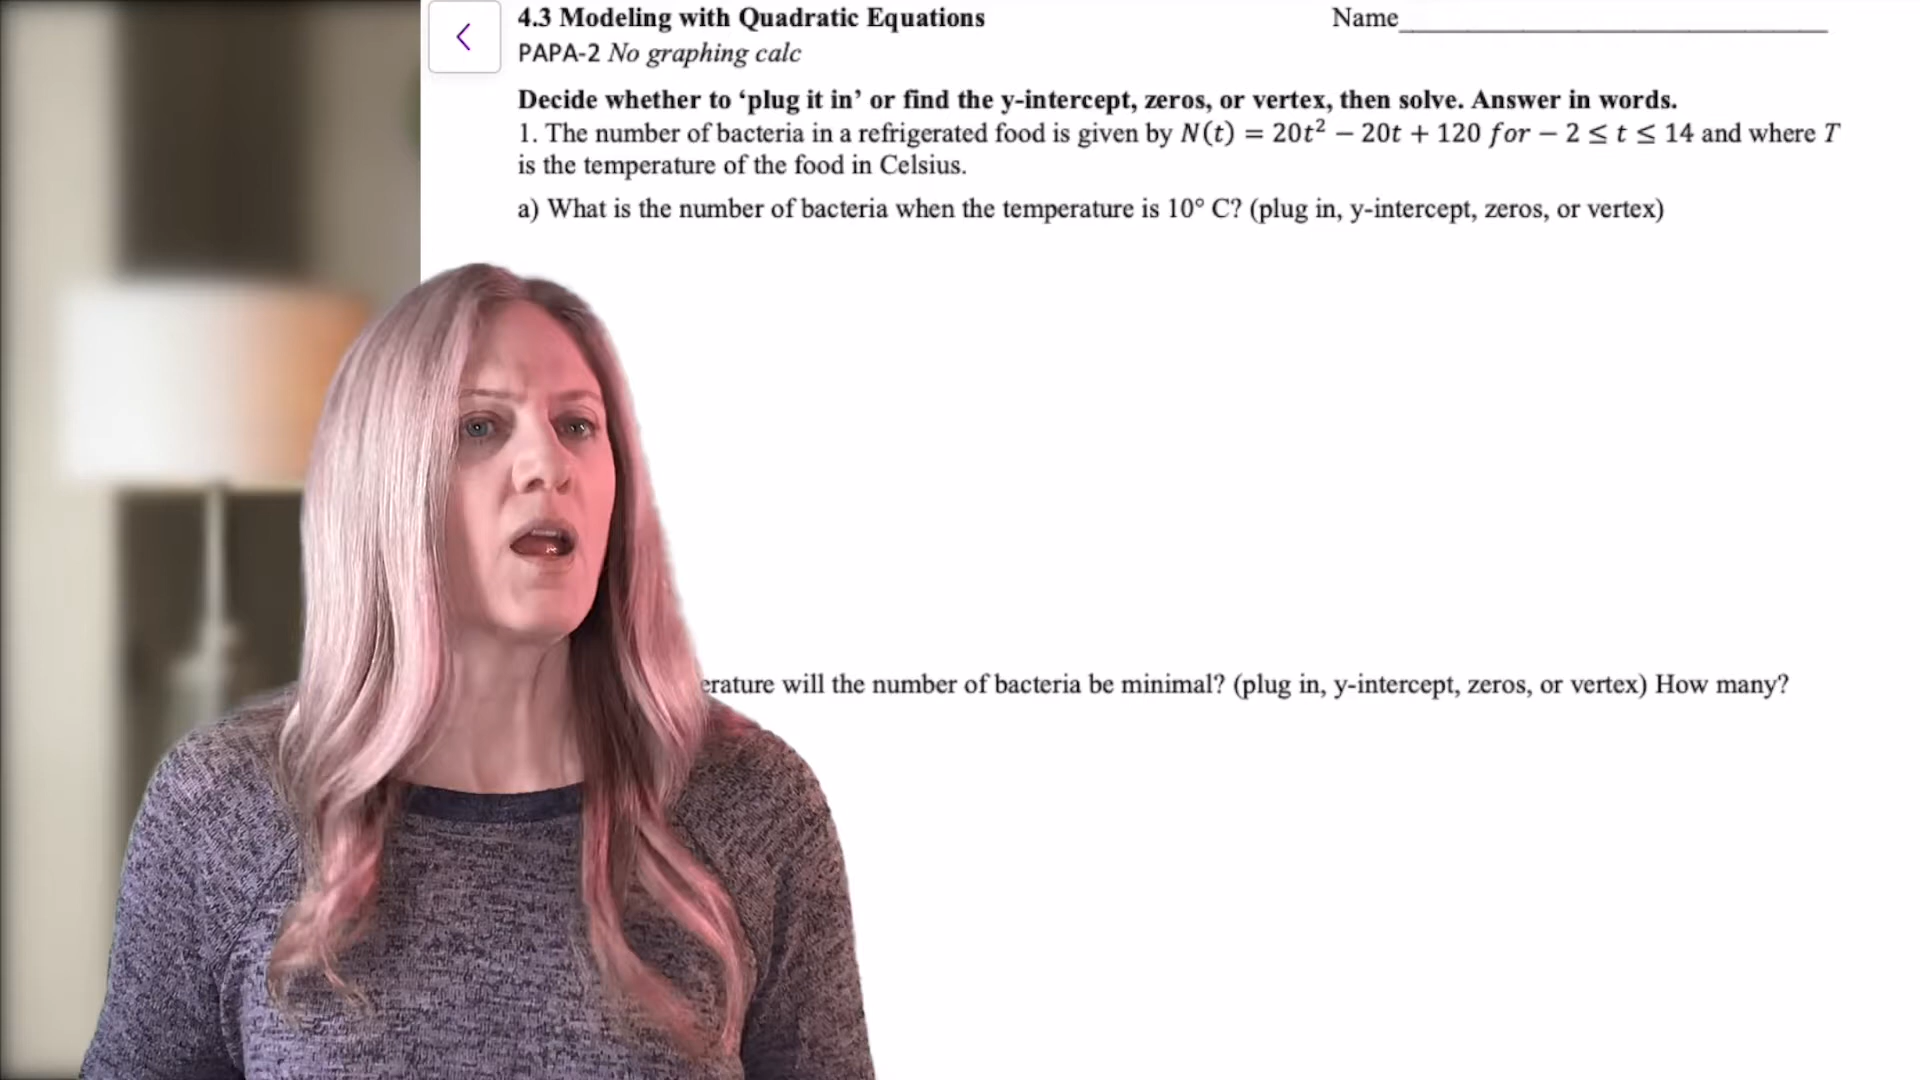 4.3 Modeling with Quadratic Equations Name
PAPA-2 No graphing calc
Decide whether to ‘plug it in’ or find the y-intercept, zeros, or vertex, then solve. Answer in words.
1. The number of bacteria in a refrigerated food is given by N(t) = 20t² − 20t + 120 for − 2 ≤ t ≤ 14 and where T
is the temperature of the food in Celsius.
a) What is the number of bacteria when the temperature is 10° C? (plug in, y-intercept, zeros, or vertex)
erature will the number of bacteria be minimal? (plug in, y-intercept, zeros, or vertex) How many?